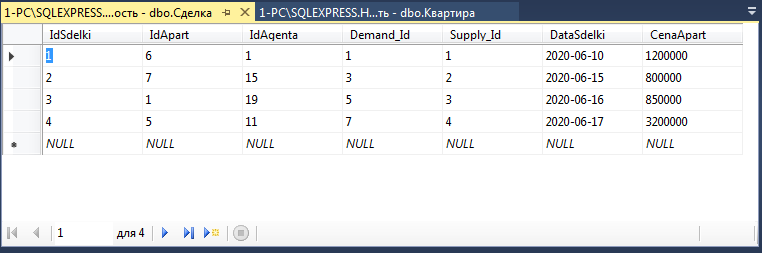 1-PC\SQLEXPRESS....ость - dbo.Сделка 1-PC\SQLEXPRESS.Н...ть - dbo.Квартира
IdSdelki IdApart IdAgenta Demand_Id Supply_Id DataSdelki CenaApart
1 6 1 1 1 2020-06-10 1200000
2 7 15 3 2 2020-06-15 800000
3 1 19 5 3 2020-06-16 850000
4 5 11 7 4 2020-06-17 3200000
NULL NULL NULL NULL NULL NULL NULL
1 для 4